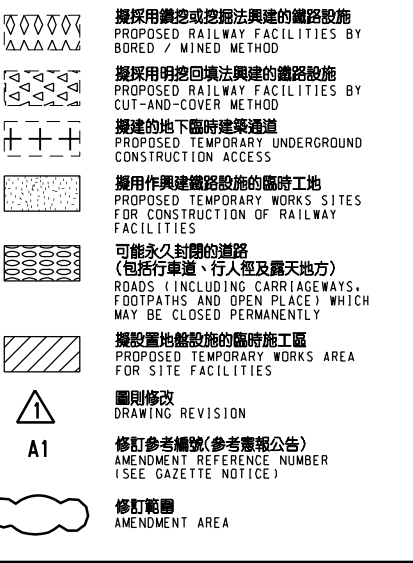 擬採用鑽挖或挖掘法興建的鐵路設施
PROPOSED RAILWAY FACILITIES BY
BORED / MINED METHOD
擬採用明挖回填法興建的鐵路設施
PROPOSED RAILWAY FACILITIES BY
CUT-AND-COVER METHOD
擬建的地下臨時建築通道
PROPOSED TEMPORARY UNDERGROUND
CONSTRUCTION ACCESS
擬用作興建鐵路設施的臨時工地
PROPOSED TEMPORARY WORKS SITES
FOR CONSTRUCTION OF RAILWAY
FACILITIES
可能永久封閉的道路
(包括行車道、行人徑及露天地方)
ROADS (INCLUDING CARRIAGEWAYS,
FOOTPATHS AND OPEN PLACE) WHICH
MAY BE CLOSED PERMANENTLY
擬設置地盤設施的臨時施工區
PROPOSED TEMPORARY WORKS AREA
FOR SITE FACILITIES
1
圖則修改
DRAWING REVISION
A1
修訂參考編號(參考憲報公告)
AMENDMENT REFERENCE NUMBER
(SEE GAZETTE NOTICE)
修訂範圍
AMENDMENT AREA